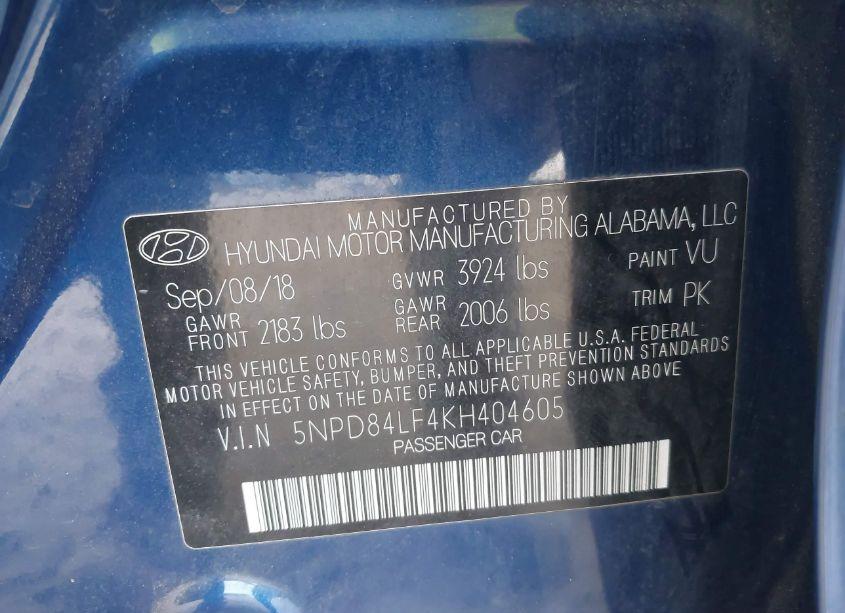 MANUFACTURED BY
HYUNDAI MOTOR MANUFACTURING ALABAMA, LLC
Sep/08/18 GVWR 3924 lbs PAINT VU
GAWR FRONT 2183 lbs GAWR REAR 2006 lbs TRIM PK
THIS VEHICLE CONFORMS TO ALL APPLICABLE U.S.A. FEDERAL
MOTOR VEHICLE SAFETY, BUMPER, AND THEFT PREVENTION STANDARDS
IN EFFECT ON THE DATE OF MANUFACTURE SHOWN ABOVE
V.I.N 5NPD84LF4KH404605
PASSENGER CAR